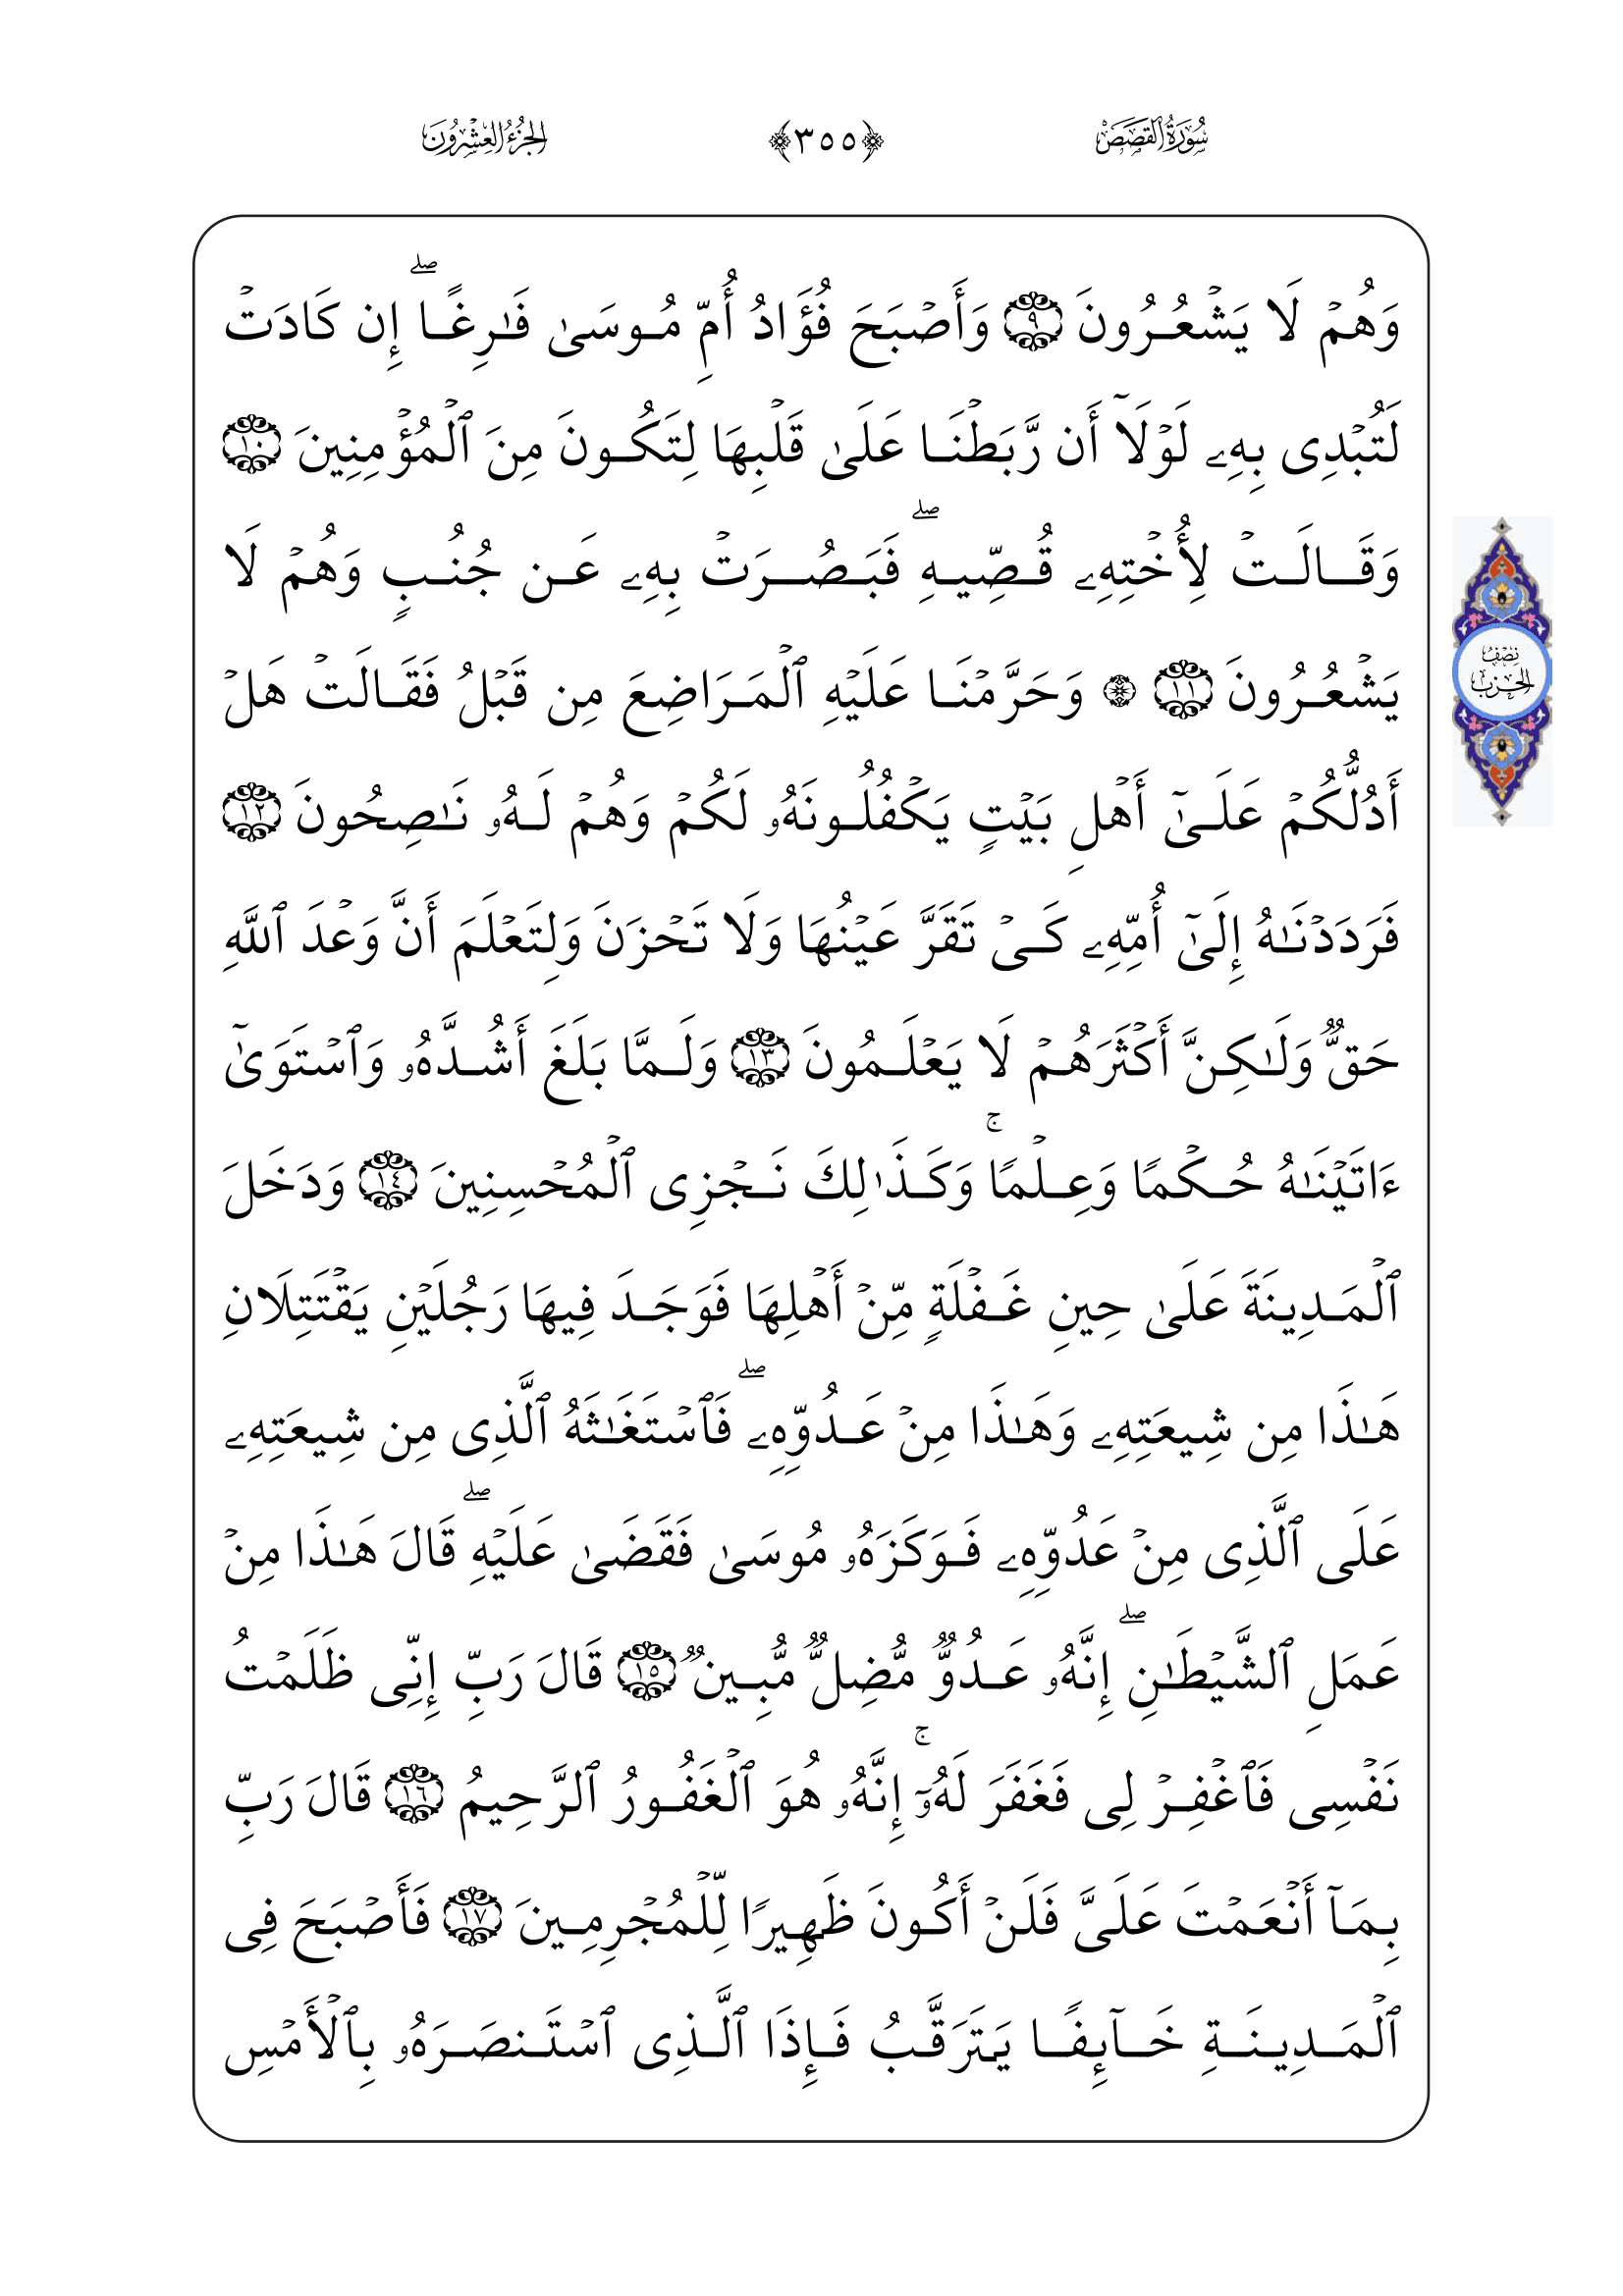 سُورَةُ القَصَصِ
﴿٣٥٥﴾
الجُزْءُ العِشْرُونَ
وَهُمۡ لَا يَشۡعُرُونَ ٩ وَأَصۡبَحَ فُؤَادُ أُمِّ مُوسَىٰ فَٰرِغًاۖ إِن كَادَتۡ
لَتُبۡدِي بِهِۦ لَوۡلَآ أَن رَّبَطۡنَا عَلَىٰ قَلۡبِهَا لِتَكُونَ مِنَ ٱلۡمُؤۡمِنِينَ ١٠
وَقَالَتۡ لِأُخۡتِهِۦ قُصِّيهِۖ فَبَصُرَتۡ بِهِۦ عَن جُنُبٍ وَهُمۡ لَا
يَشۡعُرُونَ ١١ ۞ وَحَرَّمۡنَا عَلَيۡهِ ٱلۡمَرَاضِعَ مِن قَبۡلُ فَقَالَتۡ هَلۡ
أَدُلُّكُمۡ عَلَىٰٓ أَهۡلِ بَيۡتٍ يَكۡفُلُونَهُۥ لَكُمۡ وَهُمۡ لَهُۥ نَٰصِحُونَ ١٢
فَرَدَدۡنَٰهُ إِلَىٰٓ أُمِّهِۦ كَيۡ تَقَرَّ عَيۡنُهَا وَلَا تَحۡزَنَ وَلِتَعۡلَمَ أَنَّ وَعۡدَ ٱللَّهِ
حَقٌّ وَلَٰكِنَّ أَكۡثَرَهُمۡ لَا يَعۡلَمُونَ ١٣ وَلَمَّا بَلَغَ أَشُدَّهُۥ وَٱسۡتَوَىٰٓ
ءَاتَيۡنَٰهُ حُكۡمًا وَعِلۡمًاۚ وَكَذَٰلِكَ نَجۡزِي ٱلۡمُحۡسِنِينَ ١٤ وَدَخَلَ
ٱلۡمَدِينَةَ عَلَىٰ حِينِ غَفۡلَةٍ مِّنۡ أَهۡلِهَا فَوَجَدَ فِيهَا رَجُلَيۡنِ يَقۡتَتِلَانِ
هَٰذَا مِن شِيعَتِهِۦ وَهَٰذَا مِنۡ عَدُوِّهِۦۖ فَٱسۡتَغَٰثَهُ ٱلَّذِي مِن شِيعَتِهِۦ
عَلَى ٱلَّذِي مِنۡ عَدُوِّهِۦ فَوَكَزَهُۥ مُوسَىٰ فَقَضَىٰ عَلَيۡهِۖ قَالَ هَٰذَا مِنۡ
عَمَلِ ٱلشَّيۡطَٰنِۖ إِنَّهُۥ عَدُوٌّ مُّضِلٌّ مُّبِينٌ ١٥ قَالَ رَبِّ إِنِّي ظَلَمۡتُ
نَفۡسِي فَٱغۡفِرۡ لِي فَغَفَرَ لَهُۥٓۚ إِنَّهُۥ هُوَ ٱلۡغَفُورُ ٱلرَّحِيمُ ١٦ قَالَ رَبِّ
بِمَآ أَنۡعَمۡتَ عَلَيَّ فَلَنۡ أَكُونَ ظَهِيرًا لِّلۡمُجۡرِمِينَ ١٧ فَأَصۡبَحَ فِي
ٱلۡمَدِينَةِ خَآئِفًا يَتَرَقَّبُ فَإِذَا ٱلَّذِي ٱسۡتَنصَرَهُۥ بِٱلۡأَمۡسِ
نِصْفُ
الحِزْبِ